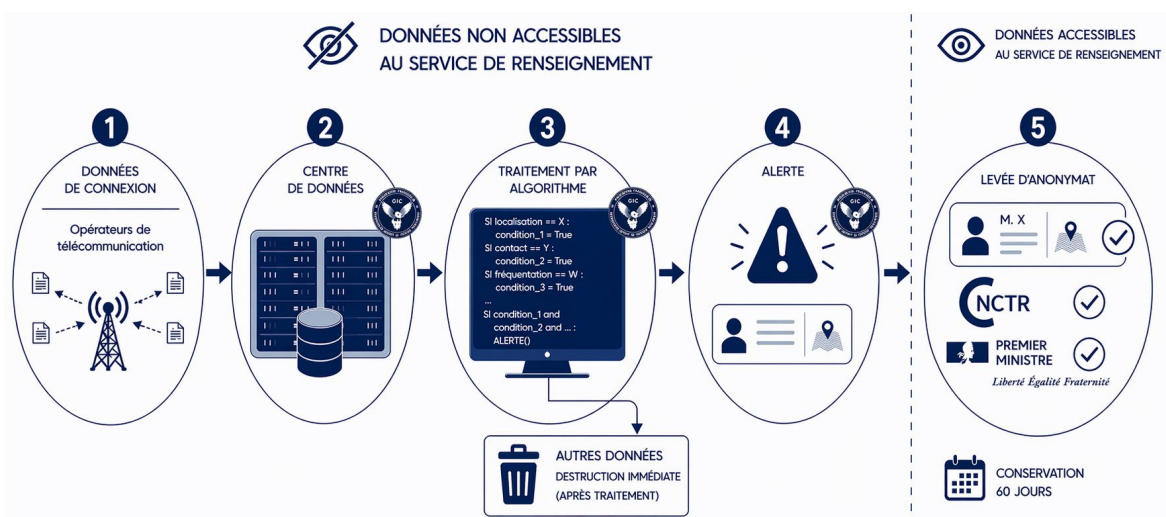 DONNÉES NON ACCESSIBLES
AU SERVICE DE RENSEIGNEMENT
DONNÉES ACCESSIBLES
AU SERVICE DE RENSEIGNEMENT
1
DONNÉES
DE CONNEXION
Opérateurs de
télécommunication
2
CENTRE
DE DONNÉES
GIC
3
TRAITEMENT PAR
ALGORITHME
GIC
SI localisation == X :
condition_1 = True
SI contact == Y :
condition_2 = True
SI fréquentation == W :
condition_3 = True
...
SI condition_1 and
condition_2 and ... :
ALERTE()
AUTRES DONNÉES
DESTRUCTION IMMÉDIATE
(APRÈS TRAITEMENT)
4
ALERTE
5
LEVÉE D'ANONYMAT
M. X
CNCTR
PREMIER
MINISTRE
Liberté Égalité Fraternité
CONSERVATION
60 JOURS